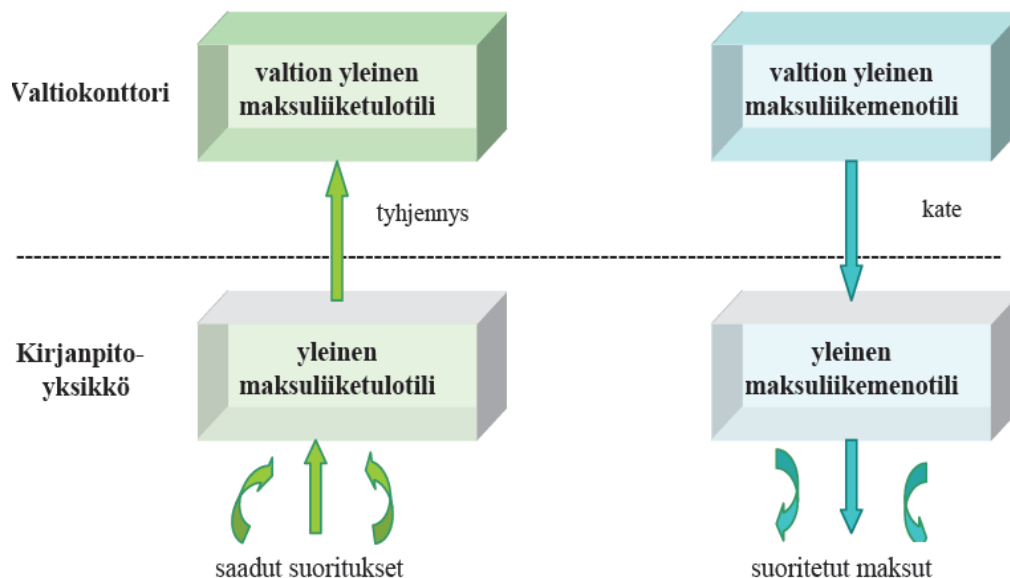 Valtiokonttori
valtion yleinen
maksuliiketulotili
valtion yleinen
maksuliikemenotili
tyhjennys
kate
Kirjanpito-
yksikkö
yleinen
maksuliiketulotili
yleinen
maksuliikemenotili
saadut suoritukset
suoritetut maksut